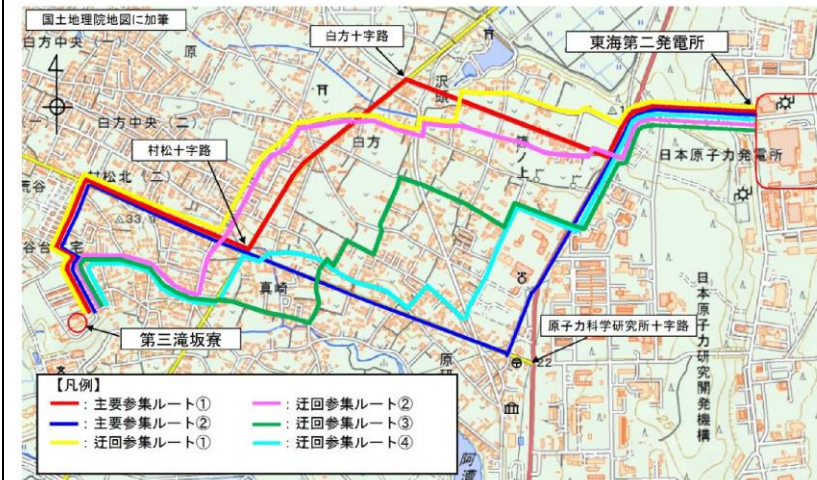 国土地理院地図に加筆
白方中央(一)
原
白方十字路
沢頭
東海第二発電所
白方中央(二)
村松十字路
白方
筒ノ上
日本原子力発電所
村松北(二)
荒谷
33.9
谷台
宅
真崎
第三滝坂寮
原子力科学研究所十字路
22
日本原子力研究開発機構
【凡例】
:主要参集ルート① :迂回参集ルート②
:主要参集ルート② :迂回参集ルート③
:迂回参集ルート① :迂回参集ルート④